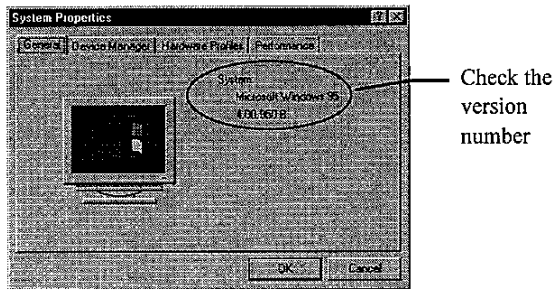 System Properties
General Device Manager Hardware Profiles Performance
System:
Microsoft Windows 95
4.00.950 B
Check the
version
number
OK Cancel